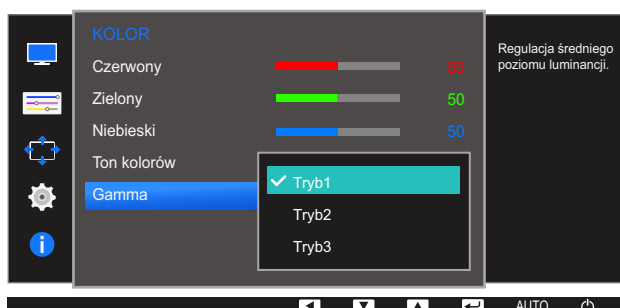 KOLOR
Czerwony 50
Zielony 50
Niebieski 50
Ton kolorów
Gamma
Tryb1
Tryb2
Tryb3
Regulacja średniego
poziomu luminancji.
AUTO